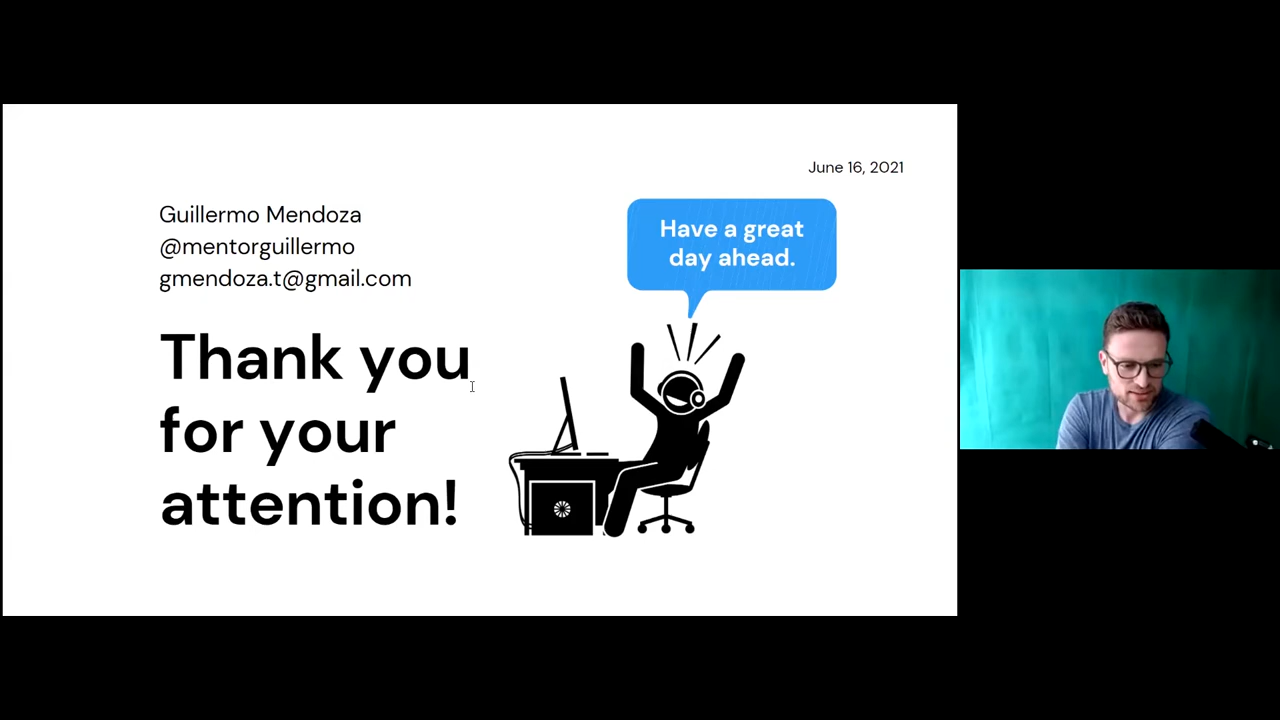 June 16, 2021
Guillermo Mendoza
@mentorguillermo
gmendoza.t@gmail.com
Have a great
day ahead.
Thank you
for your
attention!